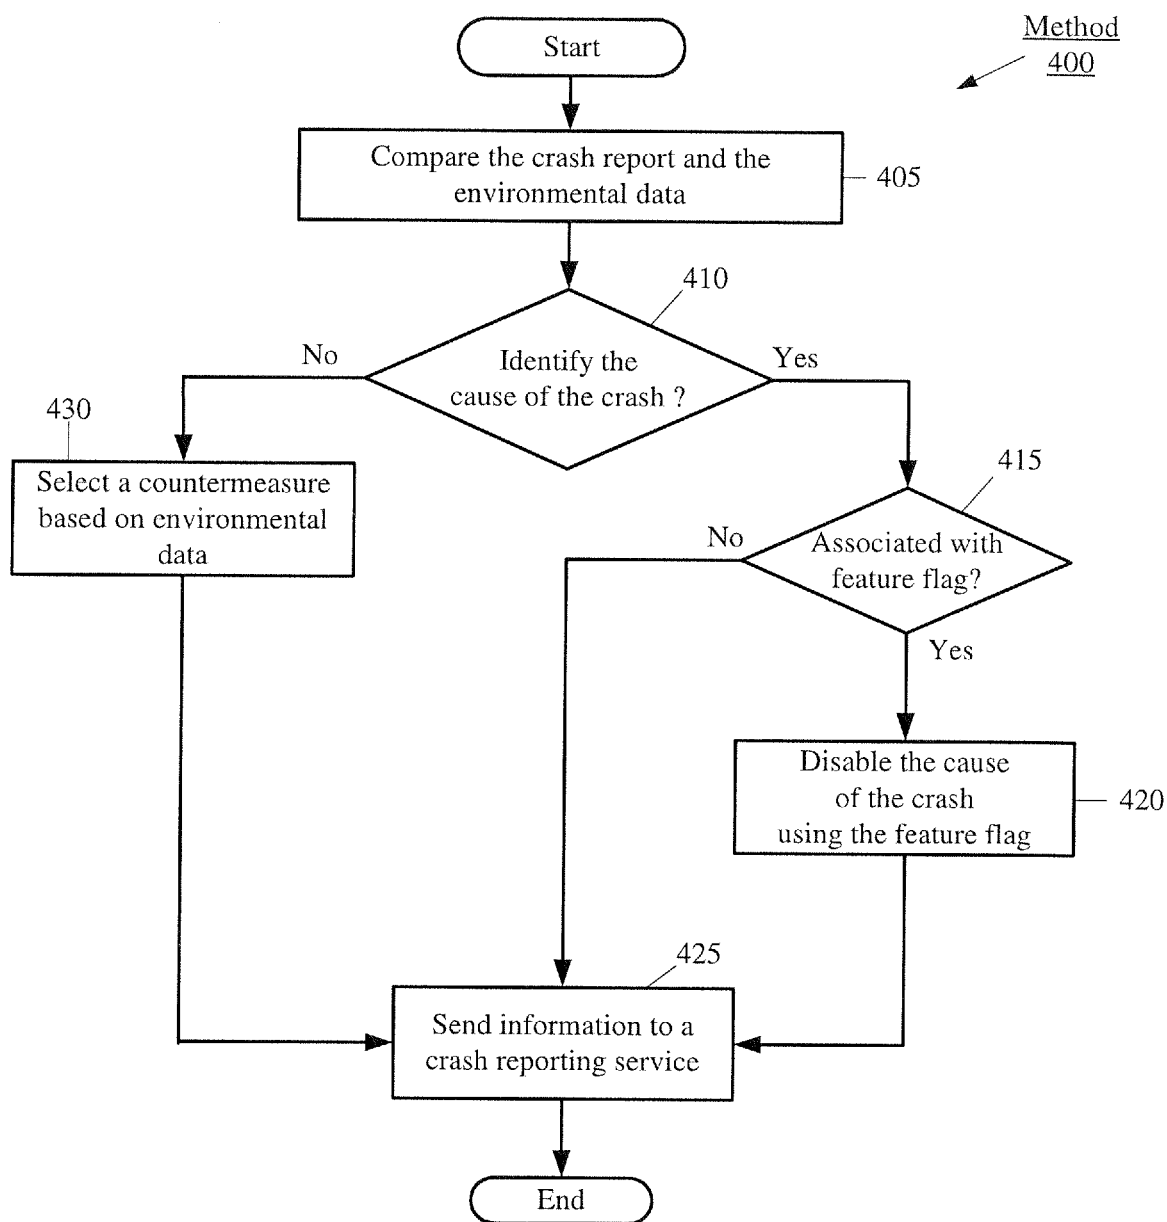 Start
Method
400
Compare the crash report and the
environmental data
405
410
No
Identify the
cause of the crash ?
Yes
430
Select a countermeasure
based on environmental
data
415
No
Associated with
feature flag?
Yes
Disable the cause
of the crash
using the feature flag
420
425
Send information to a
crash reporting service
End